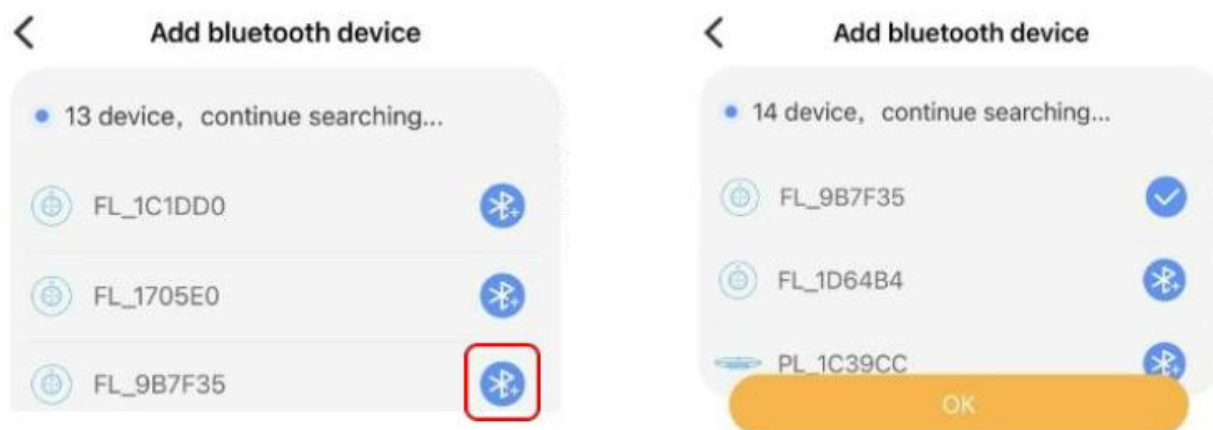 Add bluetooth device
13 device，continue searching...
FL_1C1DD0
FL_1705E0
FL_9B7F35
Add bluetooth device
14 device，continue searching...
FL_9B7F35
FL_1D64B4
PL_1C39CC
OK